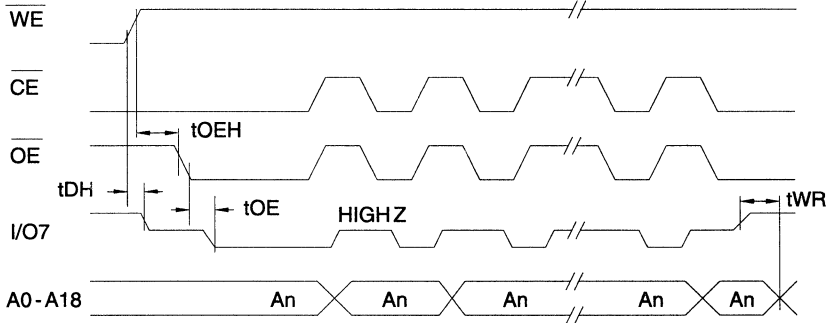 WE
CE
tOEH
OE
tDH
tOE
HIGH Z
tWR
I/O7
A0 - A18
An An An An An